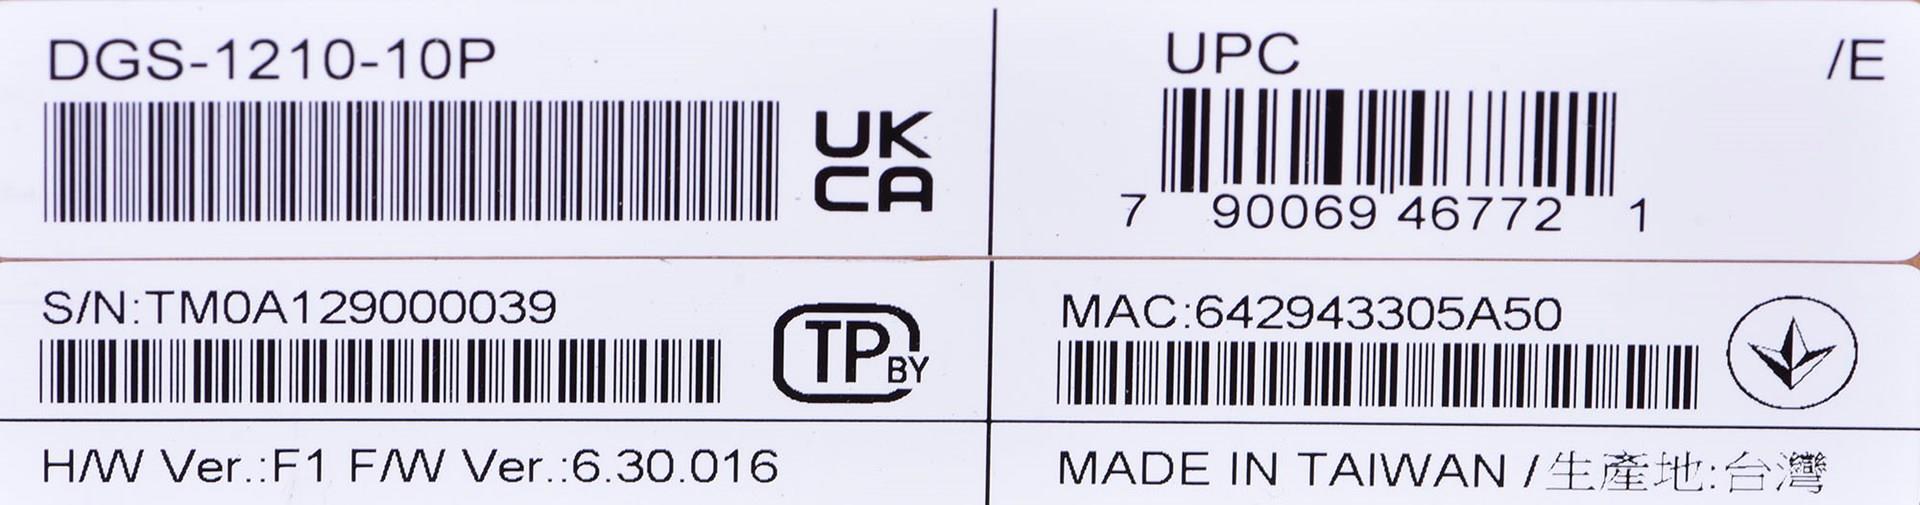 DGS-1210-10P
UK
CA
UPC
/E
7 90069 46772 1
S/N:TM0A129000039
TP BY
MAC:642943305A50
H/W Ver.:F1 F/W Ver.:6.30.016
MADE IN TAIWAN /生產地:台灣